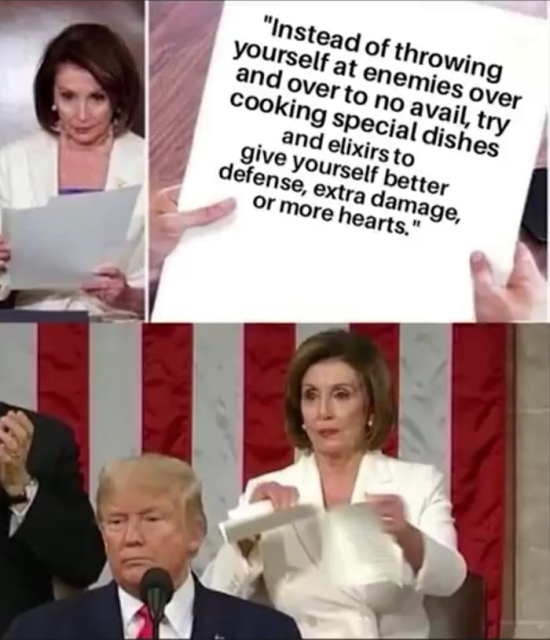 "Instead of throwing
yourself at enemies over
and over to no avail, try
cooking special dishes
and elixirs to
give yourself better
defense, extra damage,
or more hearts."